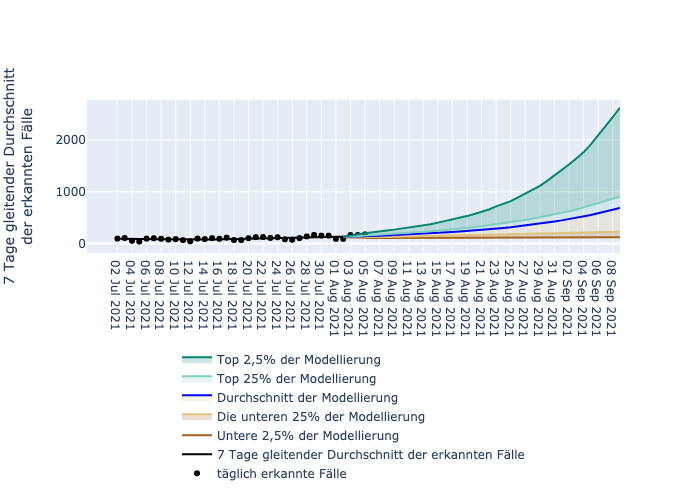 7 Tage gleitender Durchschnitt
der erkannten Fälle
2000
1000
0
02 Jul 2021
04 Jul 2021
06 Jul 2021
08 Jul 2021
10 Jul 2021
12 Jul 2021
14 Jul 2021
16 Jul 2021
18 Jul 2021
20 Jul 2021
22 Jul 2021
24 Jul 2021
26 Jul 2021
28 Jul 2021
30 Jul 2021
01 Aug 2021
03 Aug 2021
05 Aug 2021
07 Aug 2021
09 Aug 2021
11 Aug 2021
13 Aug 2021
15 Aug 2021
17 Aug 2021
19 Aug 2021
21 Aug 2021
23 Aug 2021
25 Aug 2021
27 Aug 2021
29 Aug 2021
31 Aug 2021
02 Sep 2021
04 Sep 2021
06 Sep 2021
08 Sep 2021
Top 2,5% der Modellierung
Top 25% der Modellierung
Durchschnitt der Modellierung
Die unteren 25% der Modellierung
Untere 2,5% der Modellierung
7 Tage gleitender Durchschnitt der erkannten Fälle
täglich erkannte Fälle